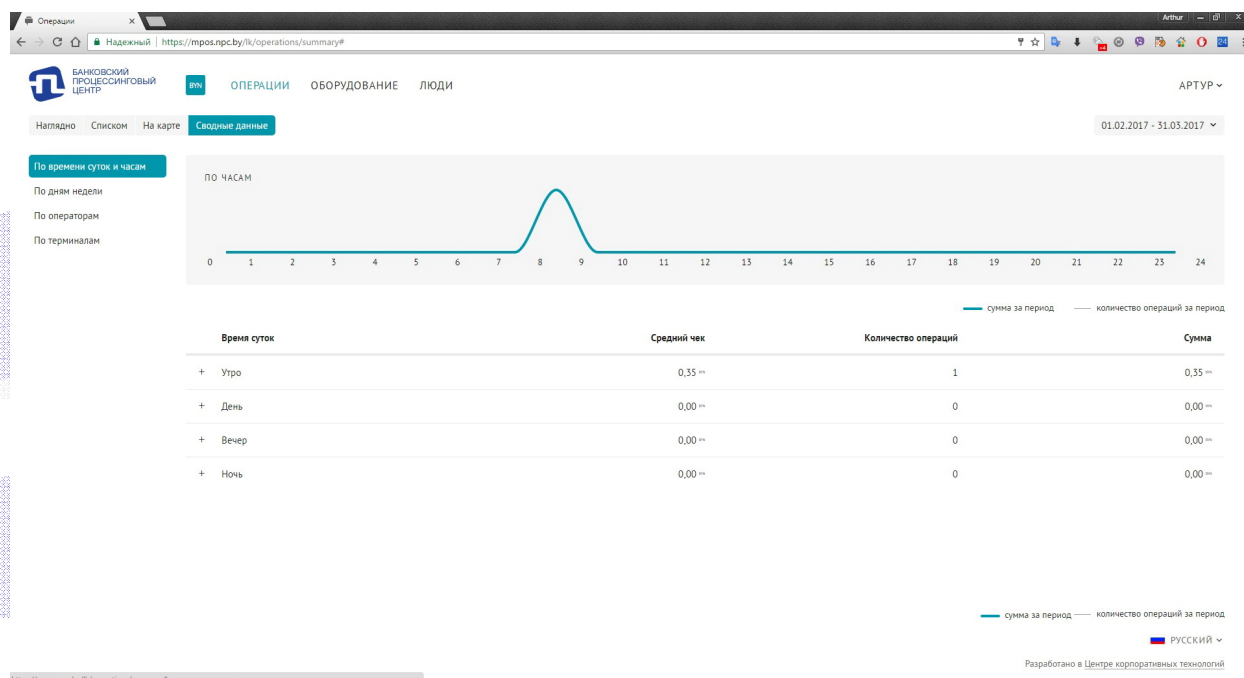 Операции
Arthur
Надежный | https://mpos.npc.by/lk/operations/summary#
24
БАНКОВСКИЙ
ПРОЦЕССИНГОВЫЙ
ЦЕНТР
BYN ОПЕРАЦИИ ОБОРУДОВАНИЕ ЛЮДИ
АРТУР
Наглядно Списком На карте Сводные данные
01.02.2017 - 31.03.2017
По времени суток и часам
По дням недели
По операторам
По терминалам
ПО ЧАСАМ
0 1 2 3 4 5 6 7 8 9 10 11 12 13 14 15 16 17 18 19 20 21 22 23 24
сумма за период количество операций за период
Время суток Средний чек Количество операций Сумма
+ Утро 0,35 1 0,35
+ День 0,00 0 0,00
+ Вечер 0,00 0 0,00
+ Ночь 0,00 0 0,00
сумма за период количество операций за период
РУССКИЙ
Разработано в Центре корпоративных технологий